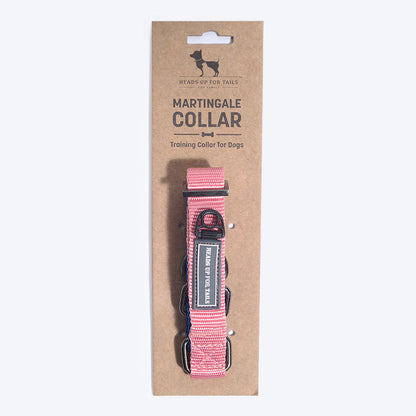 HEADS UP FOR TAILS
MARTINGALE
COLLAR
Training Collar for Dogs
HEADS UP FOR TAILS